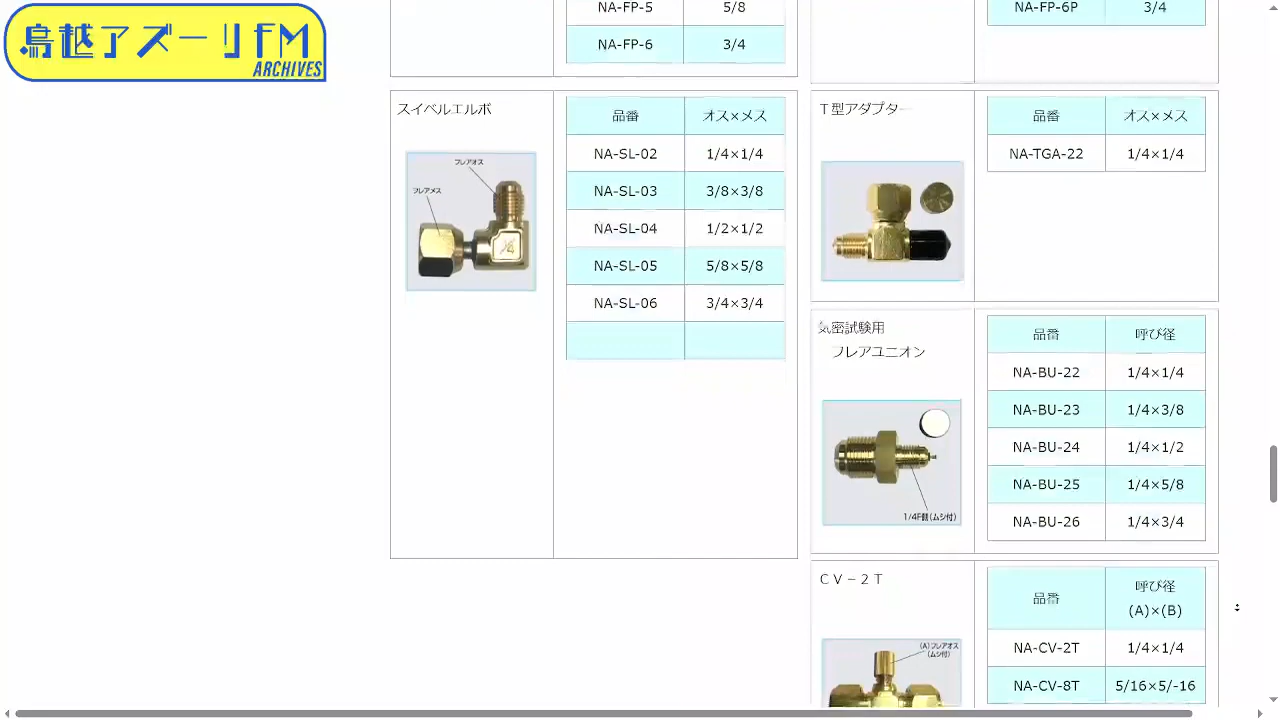 鳥越アズーリFM
ARCHIVES
NA-FP-5 5/8
NA-FP-6 3/4
NA-FP-6P 3/4
スイベルエルボ
フレアオス
フレアメス
1/4
品番 オス×メス
NA-SL-02 1/4×1/4
NA-SL-03 3/8×3/8
NA-SL-04 1/2×1/2
NA-SL-05 5/8×5/8
NA-SL-06 3/4×3/4
T型アダプター
品番 オス×メス
NA-TGA-22 1/4×1/4
気密試験用
フレアユニオン
1/4F側(ムシ付)
品番 呼び径
NA-BU-22 1/4×1/4
NA-BU-23 1/4×3/8
NA-BU-24 1/4×1/2
NA-BU-25 1/4×5/8
NA-BU-26 1/4×3/4
CV-2T
(A)フレアオス
(ムシ付)
品番 呼び径
(A)×(B)
NA-CV-2T 1/4×1/4
NA-CV-8T 5/16×5/-16